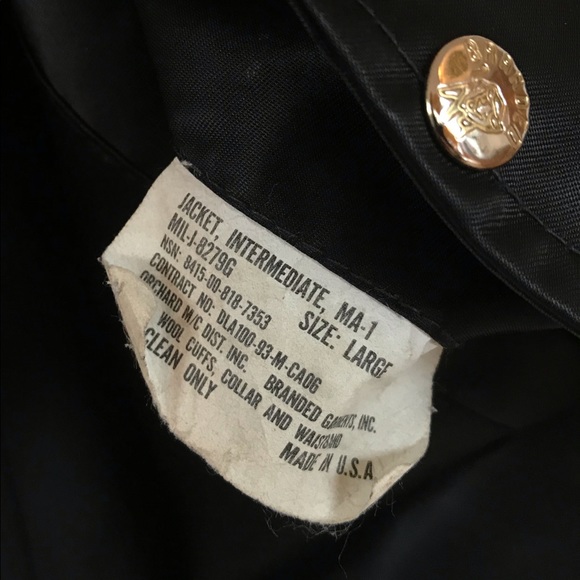 JACKET, INTERMEDIATE, MA-1
MIL-J-8279G SIZE: LARGE
NSN: 8415-00-818-7353
CONTRACT NO: DLA100-93-M-CA0G
ORCHARD M/C DIST. INC. BRANDED GARMENTS, INC.
WOOL CUFFS, COLLAR AND WAISTBAND
CLEAN ONLY MADE IN U.S.A